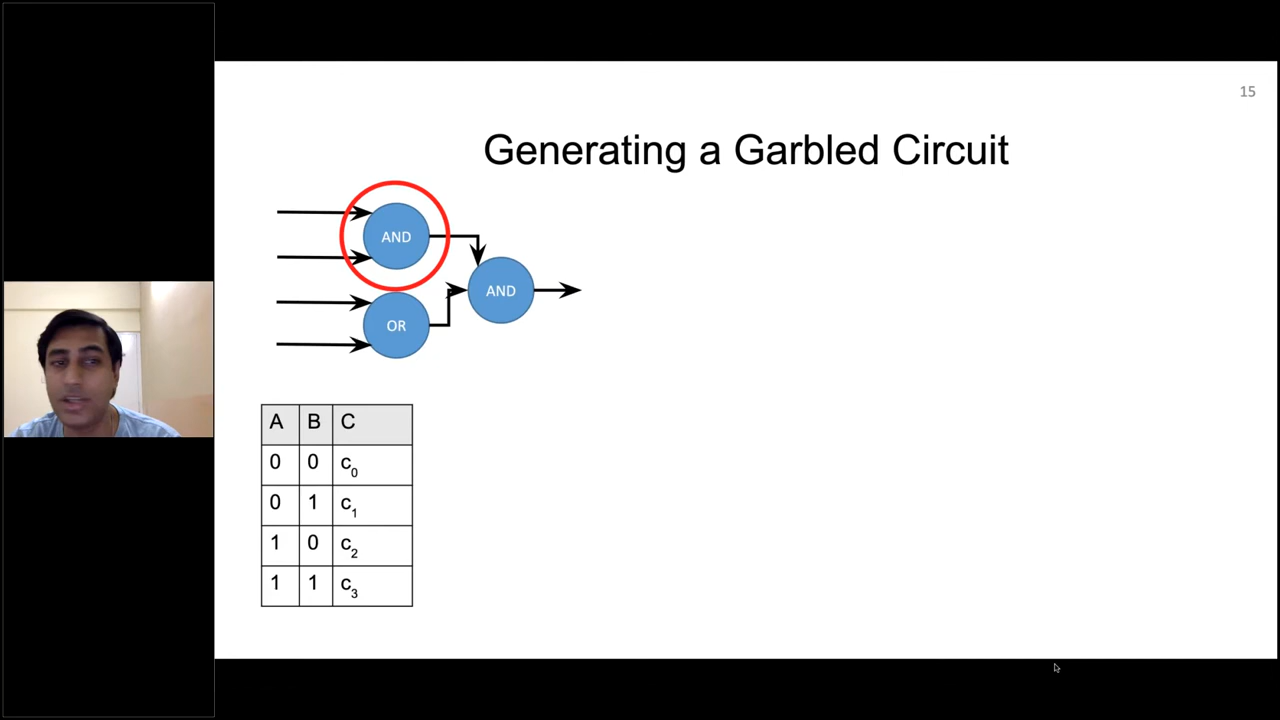 15
Generating a Garbled Circuit
AND
AND
OR
A B C
0 0 c₀
0 1 c₁
1 0 c₂
1 1 c₃